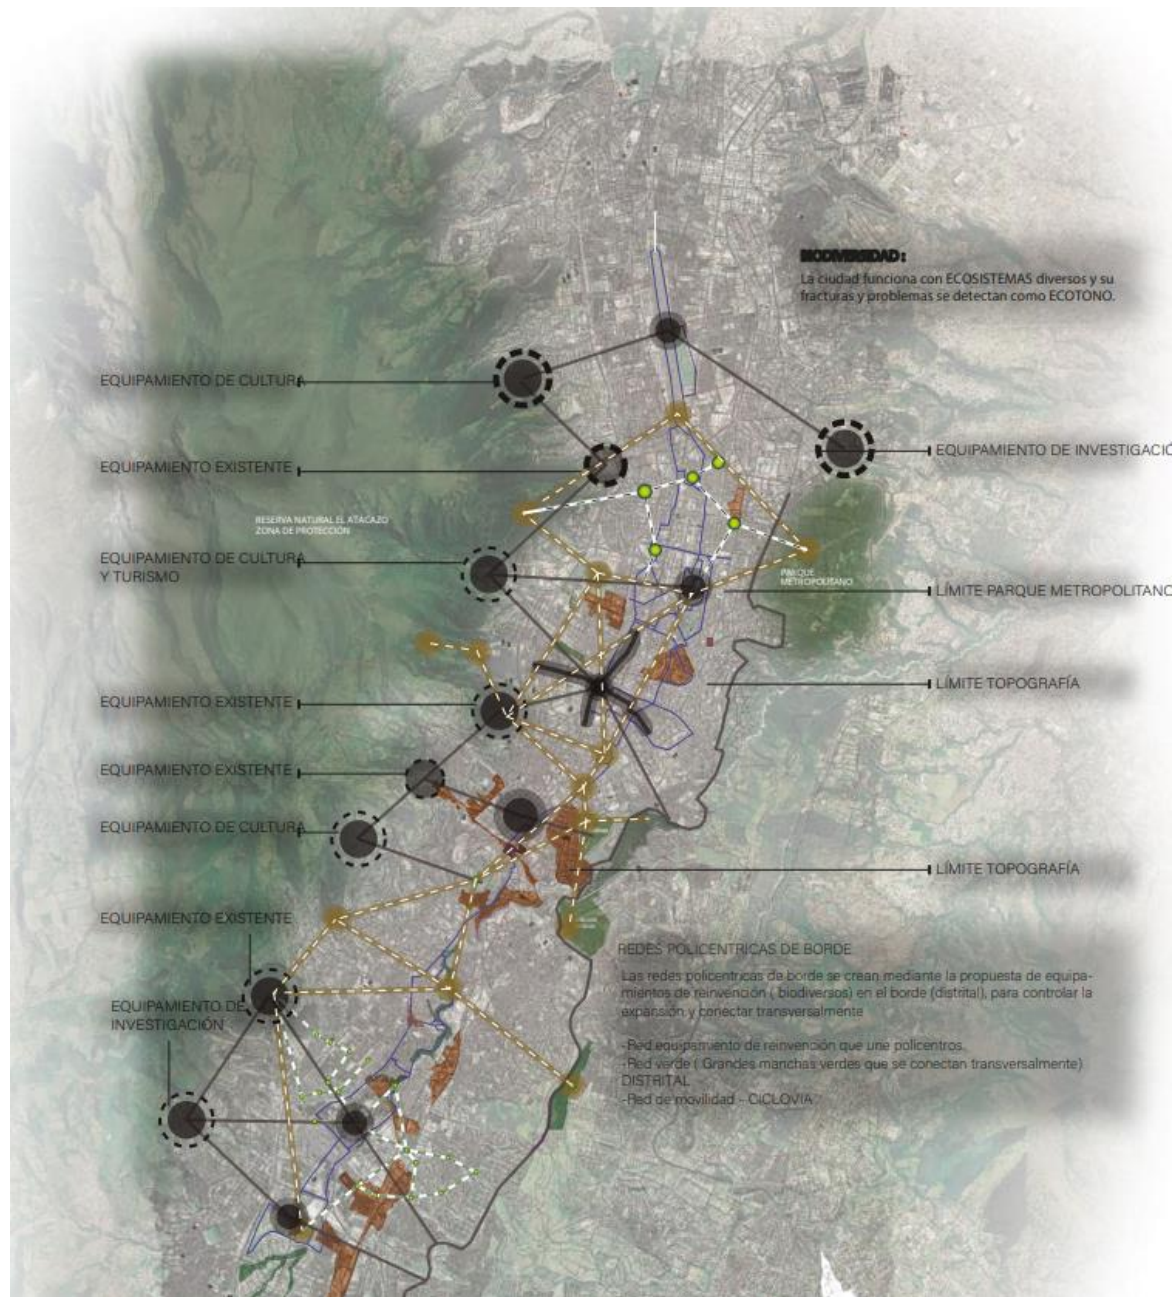 BIODIVERSIDAD :
La ciudad funciona con ECOSISTEMAS diversos y su
fracturas y problemas se detectan como ECOTONO.
EQUIPAMIENTO DE CULTURA
EQUIPAMIENTO DE INVESTIGACIÓ
EQUIPAMIENTO EXISTENTE
RESERVA NATURAL EL ATACAZO
ZONA DE PROTECCIÓN
EQUIPAMIENTO DE CULTURA
Y TURISMO
PARQUE
METROPOLITANO
LÍMITE PARQUE METROPOLITANO
LÍMITE TOPOGRAFÍA
EQUIPAMIENTO EXISTENTE
EQUIPAMIENTO EXISTENTE
EQUIPAMIENTO DE CULTURA
LÍMITE TOPOGRAFÍA
EQUIPAMIENTO EXISTENTE
REDES POLICENTRICAS DE BORDE
Las redes policentricas de borde se crean mediante la propuesta de equipa-
mientos de reinvención ( biodiversos) en el borde (distrital), para controlar la
expansión y conectar transversalmente
-Red equipamiento de reinvención que une policentros.
-Red verde ( Grandes manchas verdes que se conectan transversalmente)
DISTRITAL
-Red de movilidad - CICLOVIA
EQUIPAMIENTO DE
INVESTIGACIÓN